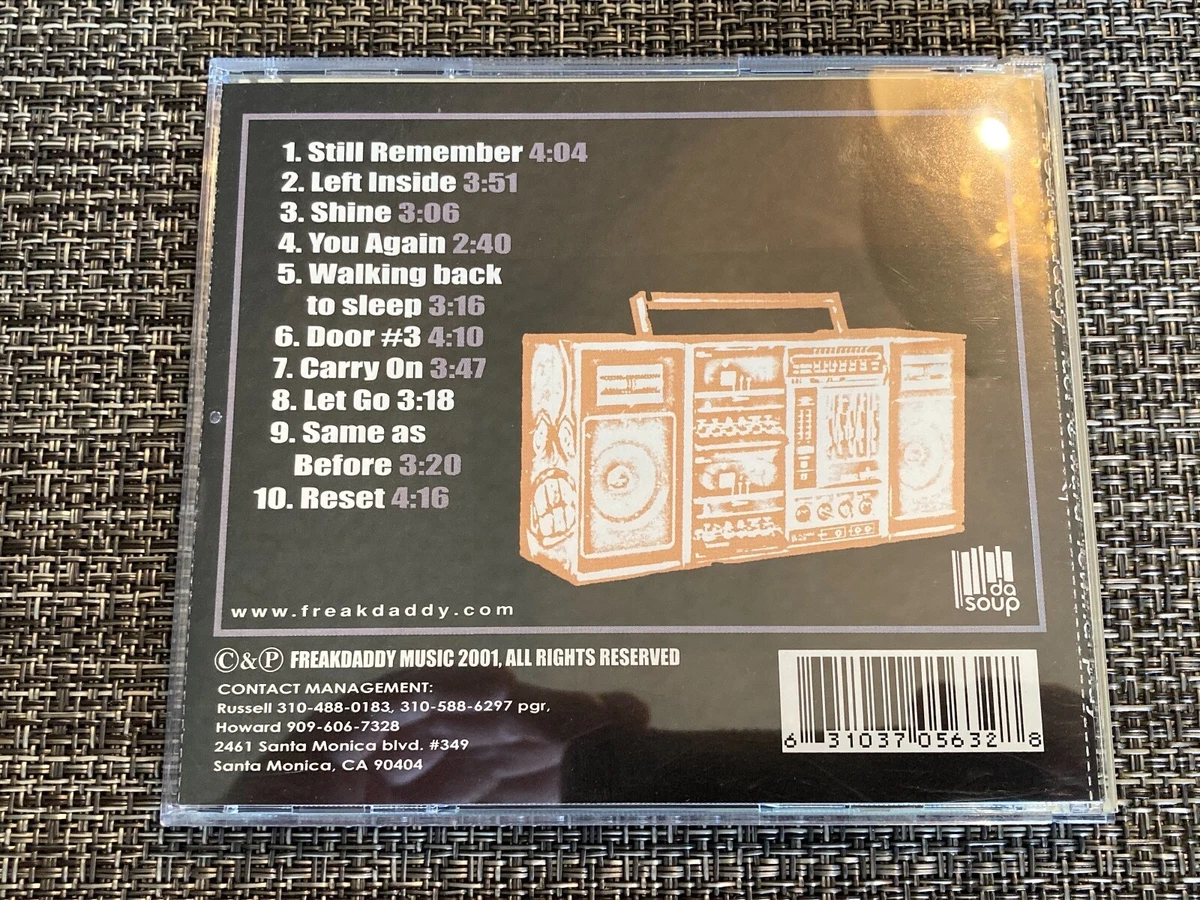 1. Still Remember 4:04
2. Left Inside 3:51
3. Shine 3:06
4. You Again 2:40
5. Walking back
to sleep 3:16
6. Door #3 4:10
7. Carry On 3:47
8. Let Go 3:18
9. Same as
Before 3:20
10. Reset 4:16
da
soup
www.freakdaddy.com
Ⓒ&Ⓟ FREAKDADDY MUSIC 2001, ALL RIGHTS RESERVED
CONTACT MANAGEMENT:
Russell 310-488-0183, 310-588-6297 pgr,
Howard 909-606-7328
2461 Santa Monica blvd. #349
Santa Monica, CA 90404
6 31037 05632 8